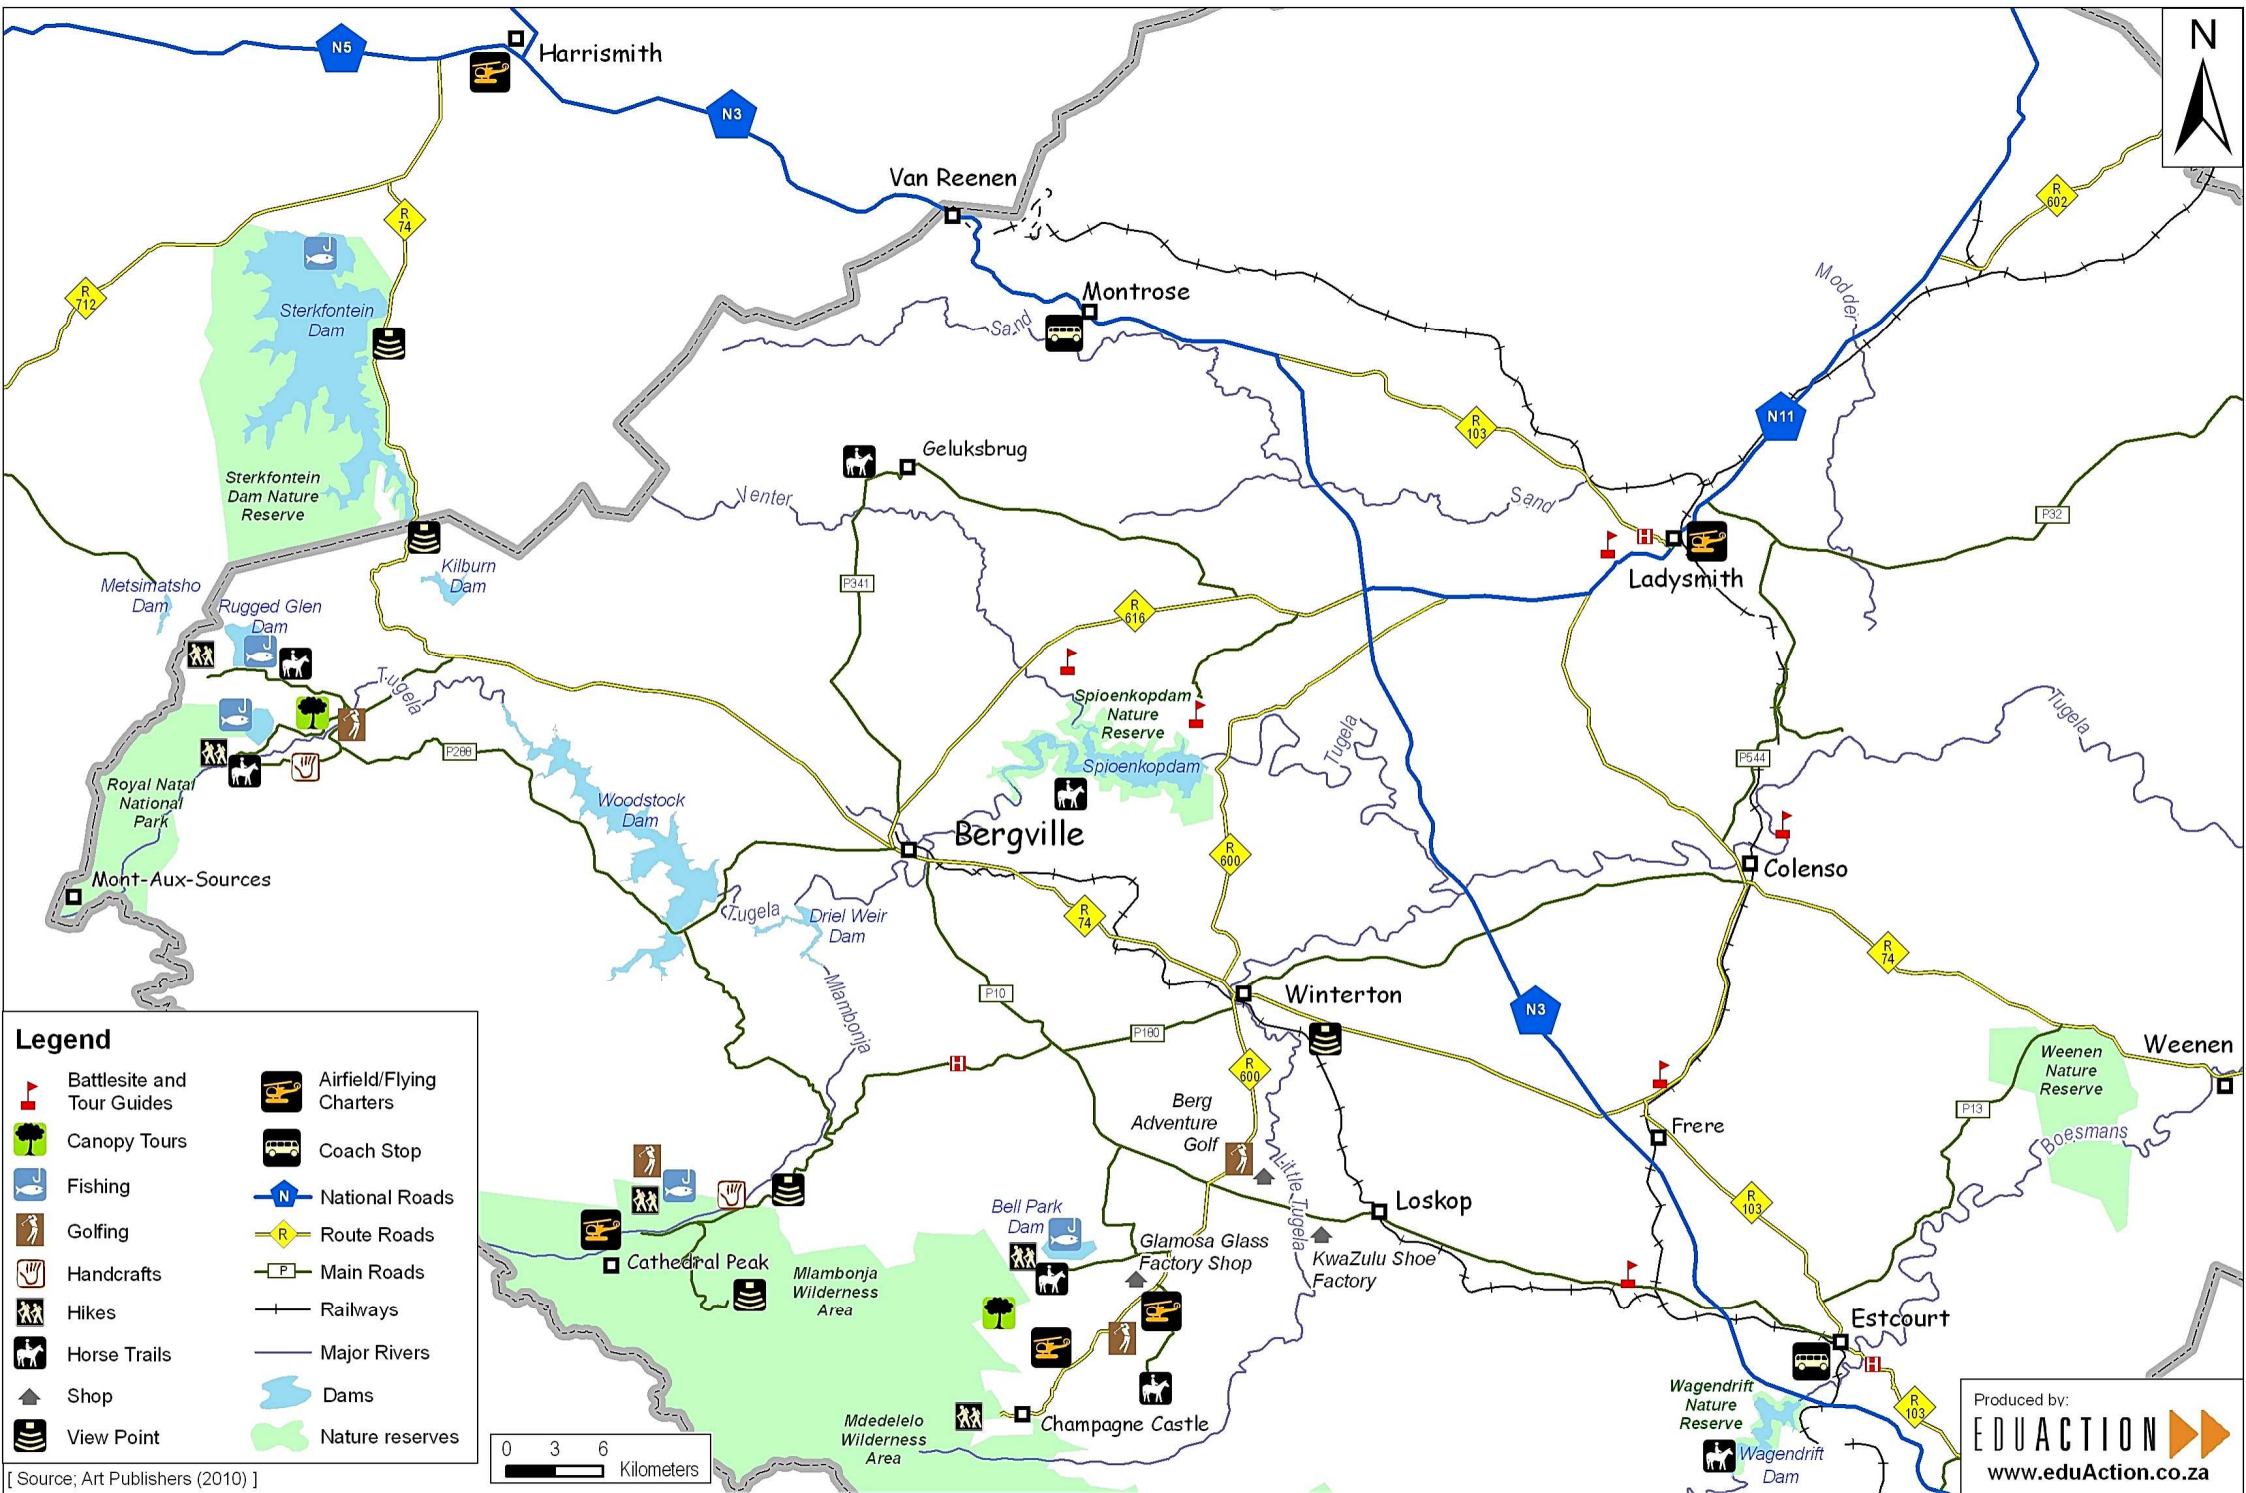 N5
Harrismith
N
N3
Van Reenen
R
602
R
74
R
712
Sterkfontein
Dam
Sand
Montrose
Modder
N11
R
103
Geluksbrug
Sterkfontein
Dam Nature
Reserve
Venter
Sand
P32
Ladysmith
Metsimatsho
Dam
Kilburn
Dam
Rugged Glen
Dam
P341
R
616
Tugela
Spioenkopdam
Nature
Reserve
Spioenkopdam
Tugela
Tugela
P288
P544
Royal Natal
National
Park
Woodstock
Dam
Bergville
R
600
Colenso
Mont-Aux-Sources
Tugela
Driel Weir
Dam
R
74
R
74
Mlambonja
P10
Winterton
N3
P180
R
600
Weenen
Weenen
Nature
Reserve
P13
Boesmans
Berg
Adventure
Golf
Frere
Little Tugela
Loskop
R
103
Bell Park
Dam
Glamosa Glass
Factory Shop
KwaZulu Shoe
Factory
Cathedral Peak
Mlambonja
Wilderness
Area
Estcourt
Wagendrift
Nature
Reserve
R
103
Wagendrift
Dam
Mdedelelo
Wilderness
Area
Champagne Castle
H
H
H
Legend
Battlesite and
Tour Guides
Canopy Tours
Fishing
Golfing
Handcrafts
Hikes
Horse Trails
Shop
View Point
Airfield/Flying
Charters
Coach Stop
N
National Roads
R
Route Roads
P
Main Roads
Railways
Major Rivers
Dams
Nature reserves
0 3 6
Kilometers
[ Source; Art Publishers (2010) ]
Produced by:
EDUACTION
www.eduAction.co.za